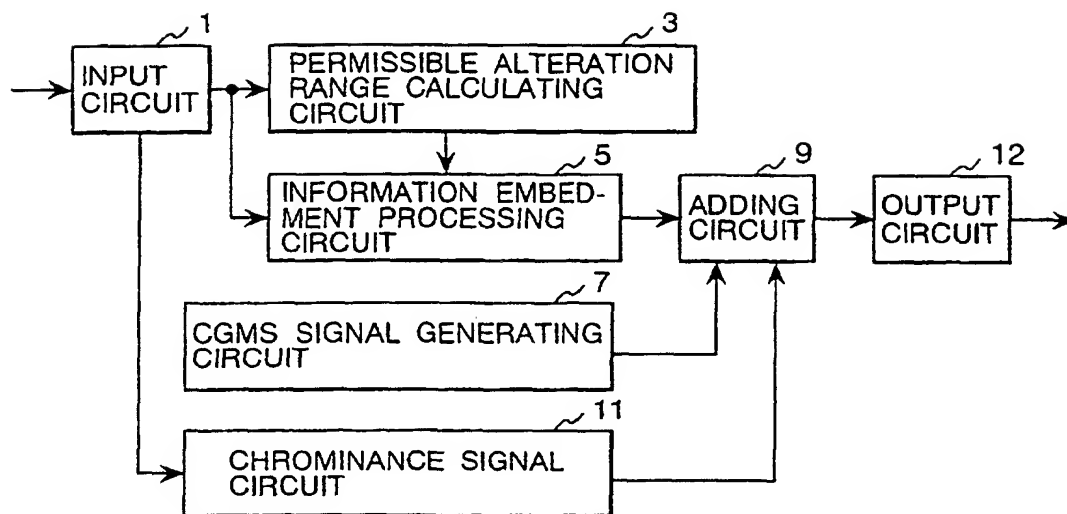 1
INPUT
CIRCUIT
3
PERMISSIBLE ALTERATION
RANGE CALCULATING
CIRCUIT
5
INFORMATION EMBED-
MENT PROCESSING
CIRCUIT
9
ADDING
CIRCUIT
12
OUTPUT
CIRCUIT
7
CGMS SIGNAL GENERATING
CIRCUIT
11
CHROMINANCE SIGNAL
CIRCUIT